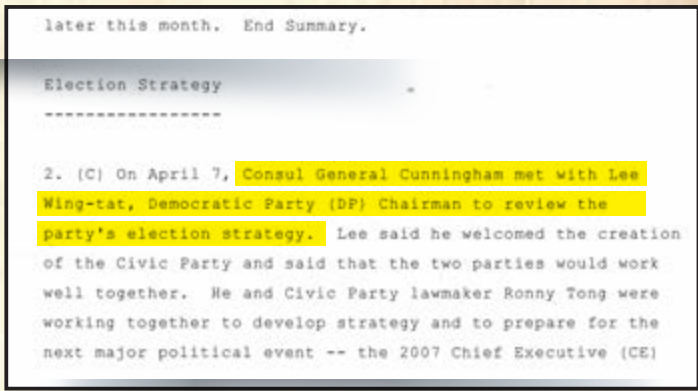 later this month.  End Summary.
Election Strategy
-----------------
2. (C) On April 7, Consul General Cunningham met with Lee
Wing-tat, Democratic Party (DP) Chairman to review the
party's election strategy.  Lee said he welcomed the creation
of the Civic Party and said that the two parties would work
well together.  He and Civic Party lawmaker Ronny Tong were
working together to develop strategy and to prepare for the
next major political event -- the 2007 Chief Executive (CE)